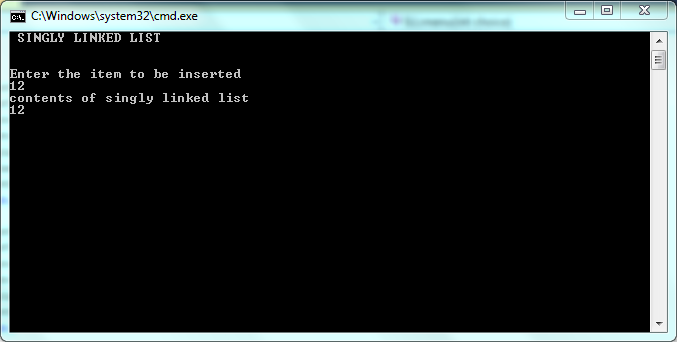 C:\Windows\system32\cmd.exe
SINGLY LINKED LIST
Enter the item to be inserted
12
contents of singly linked list
12